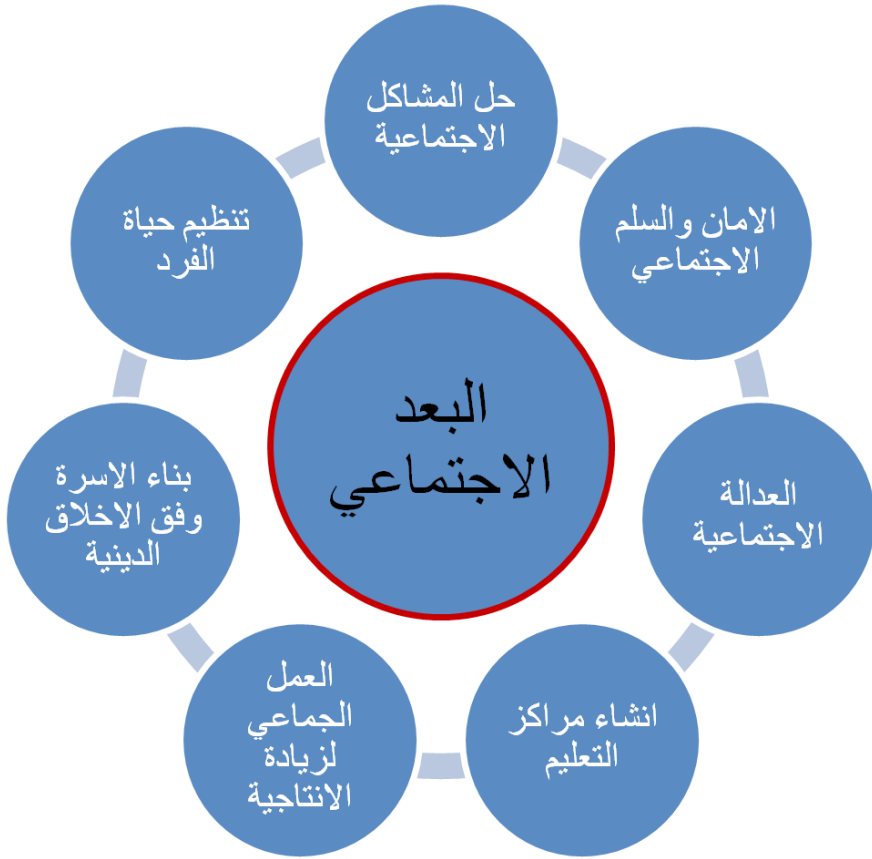 حل المشاكل
الاجتماعية
الامان والسلم
الاجتماعي
العدالة
الاجتماعية
انشاء مراكز
التعليم
العمل
الجماعي
لزيادة
الانتاجية
بناء الاسرة
وفق الاخلاق
الدينية
تنظيم حياة
الفرد
البعد
الاجتماعي